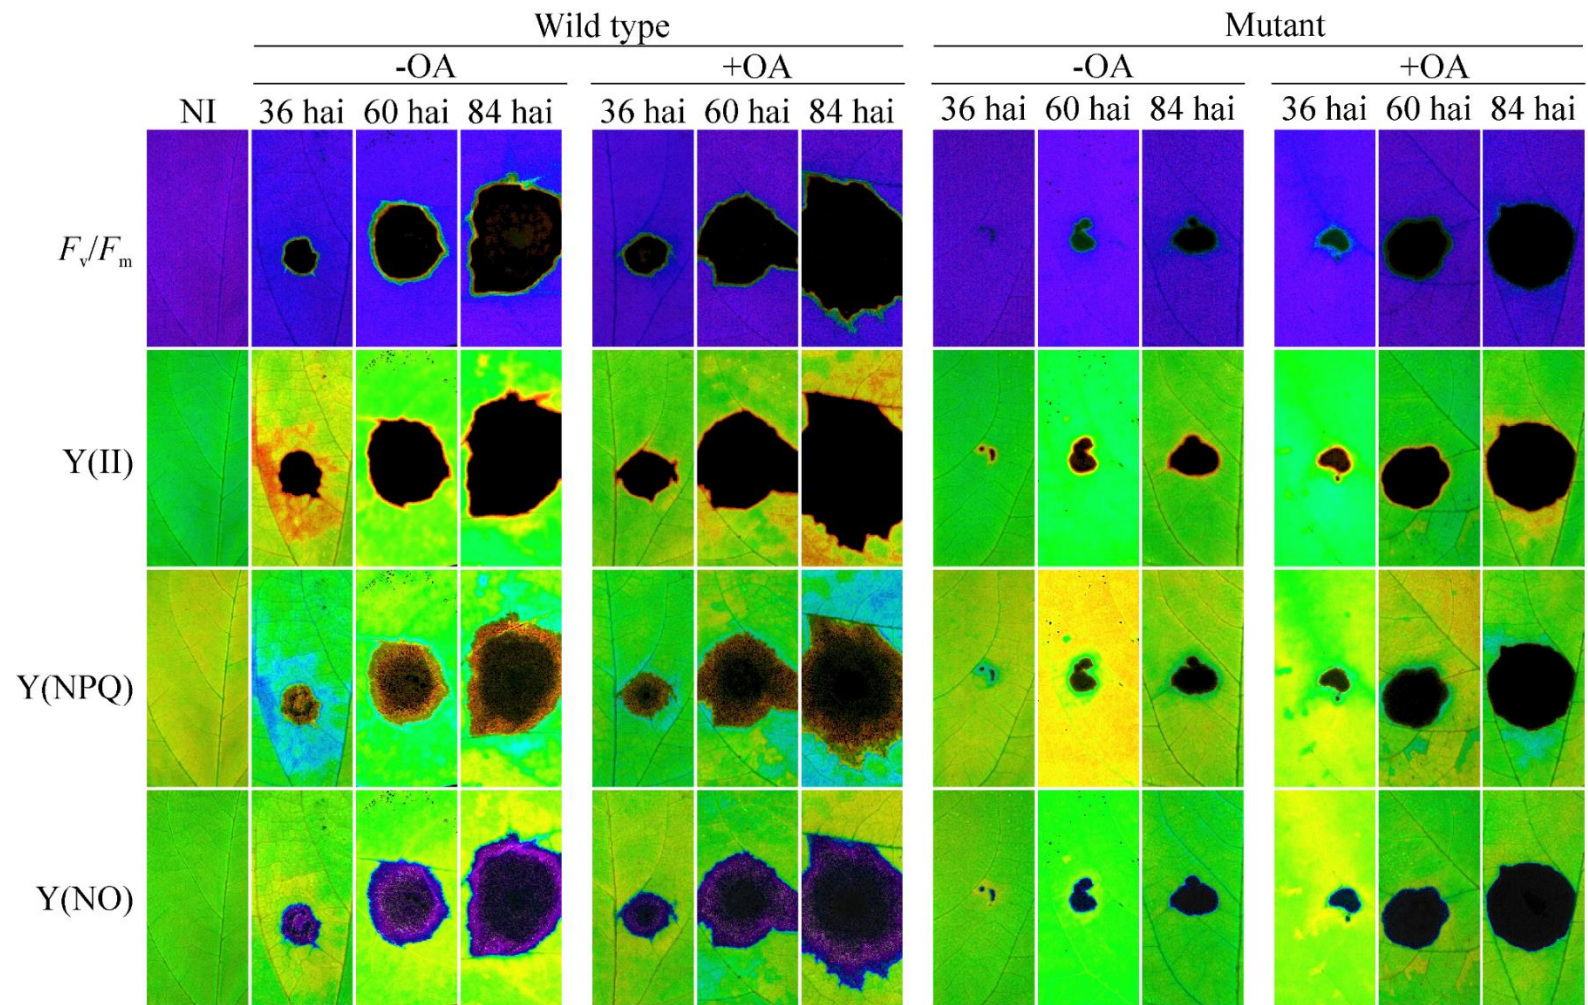 Wild type Mutant
-OA +OA -OA +OA
NI 36 hai 60 hai 84 hai 36 hai 60 hai 84 hai 36 hai 60 hai 84 hai 36 hai 60 hai 84 hai
Fv/Fm
Y(II)
Y(NPQ)
Y(NO)